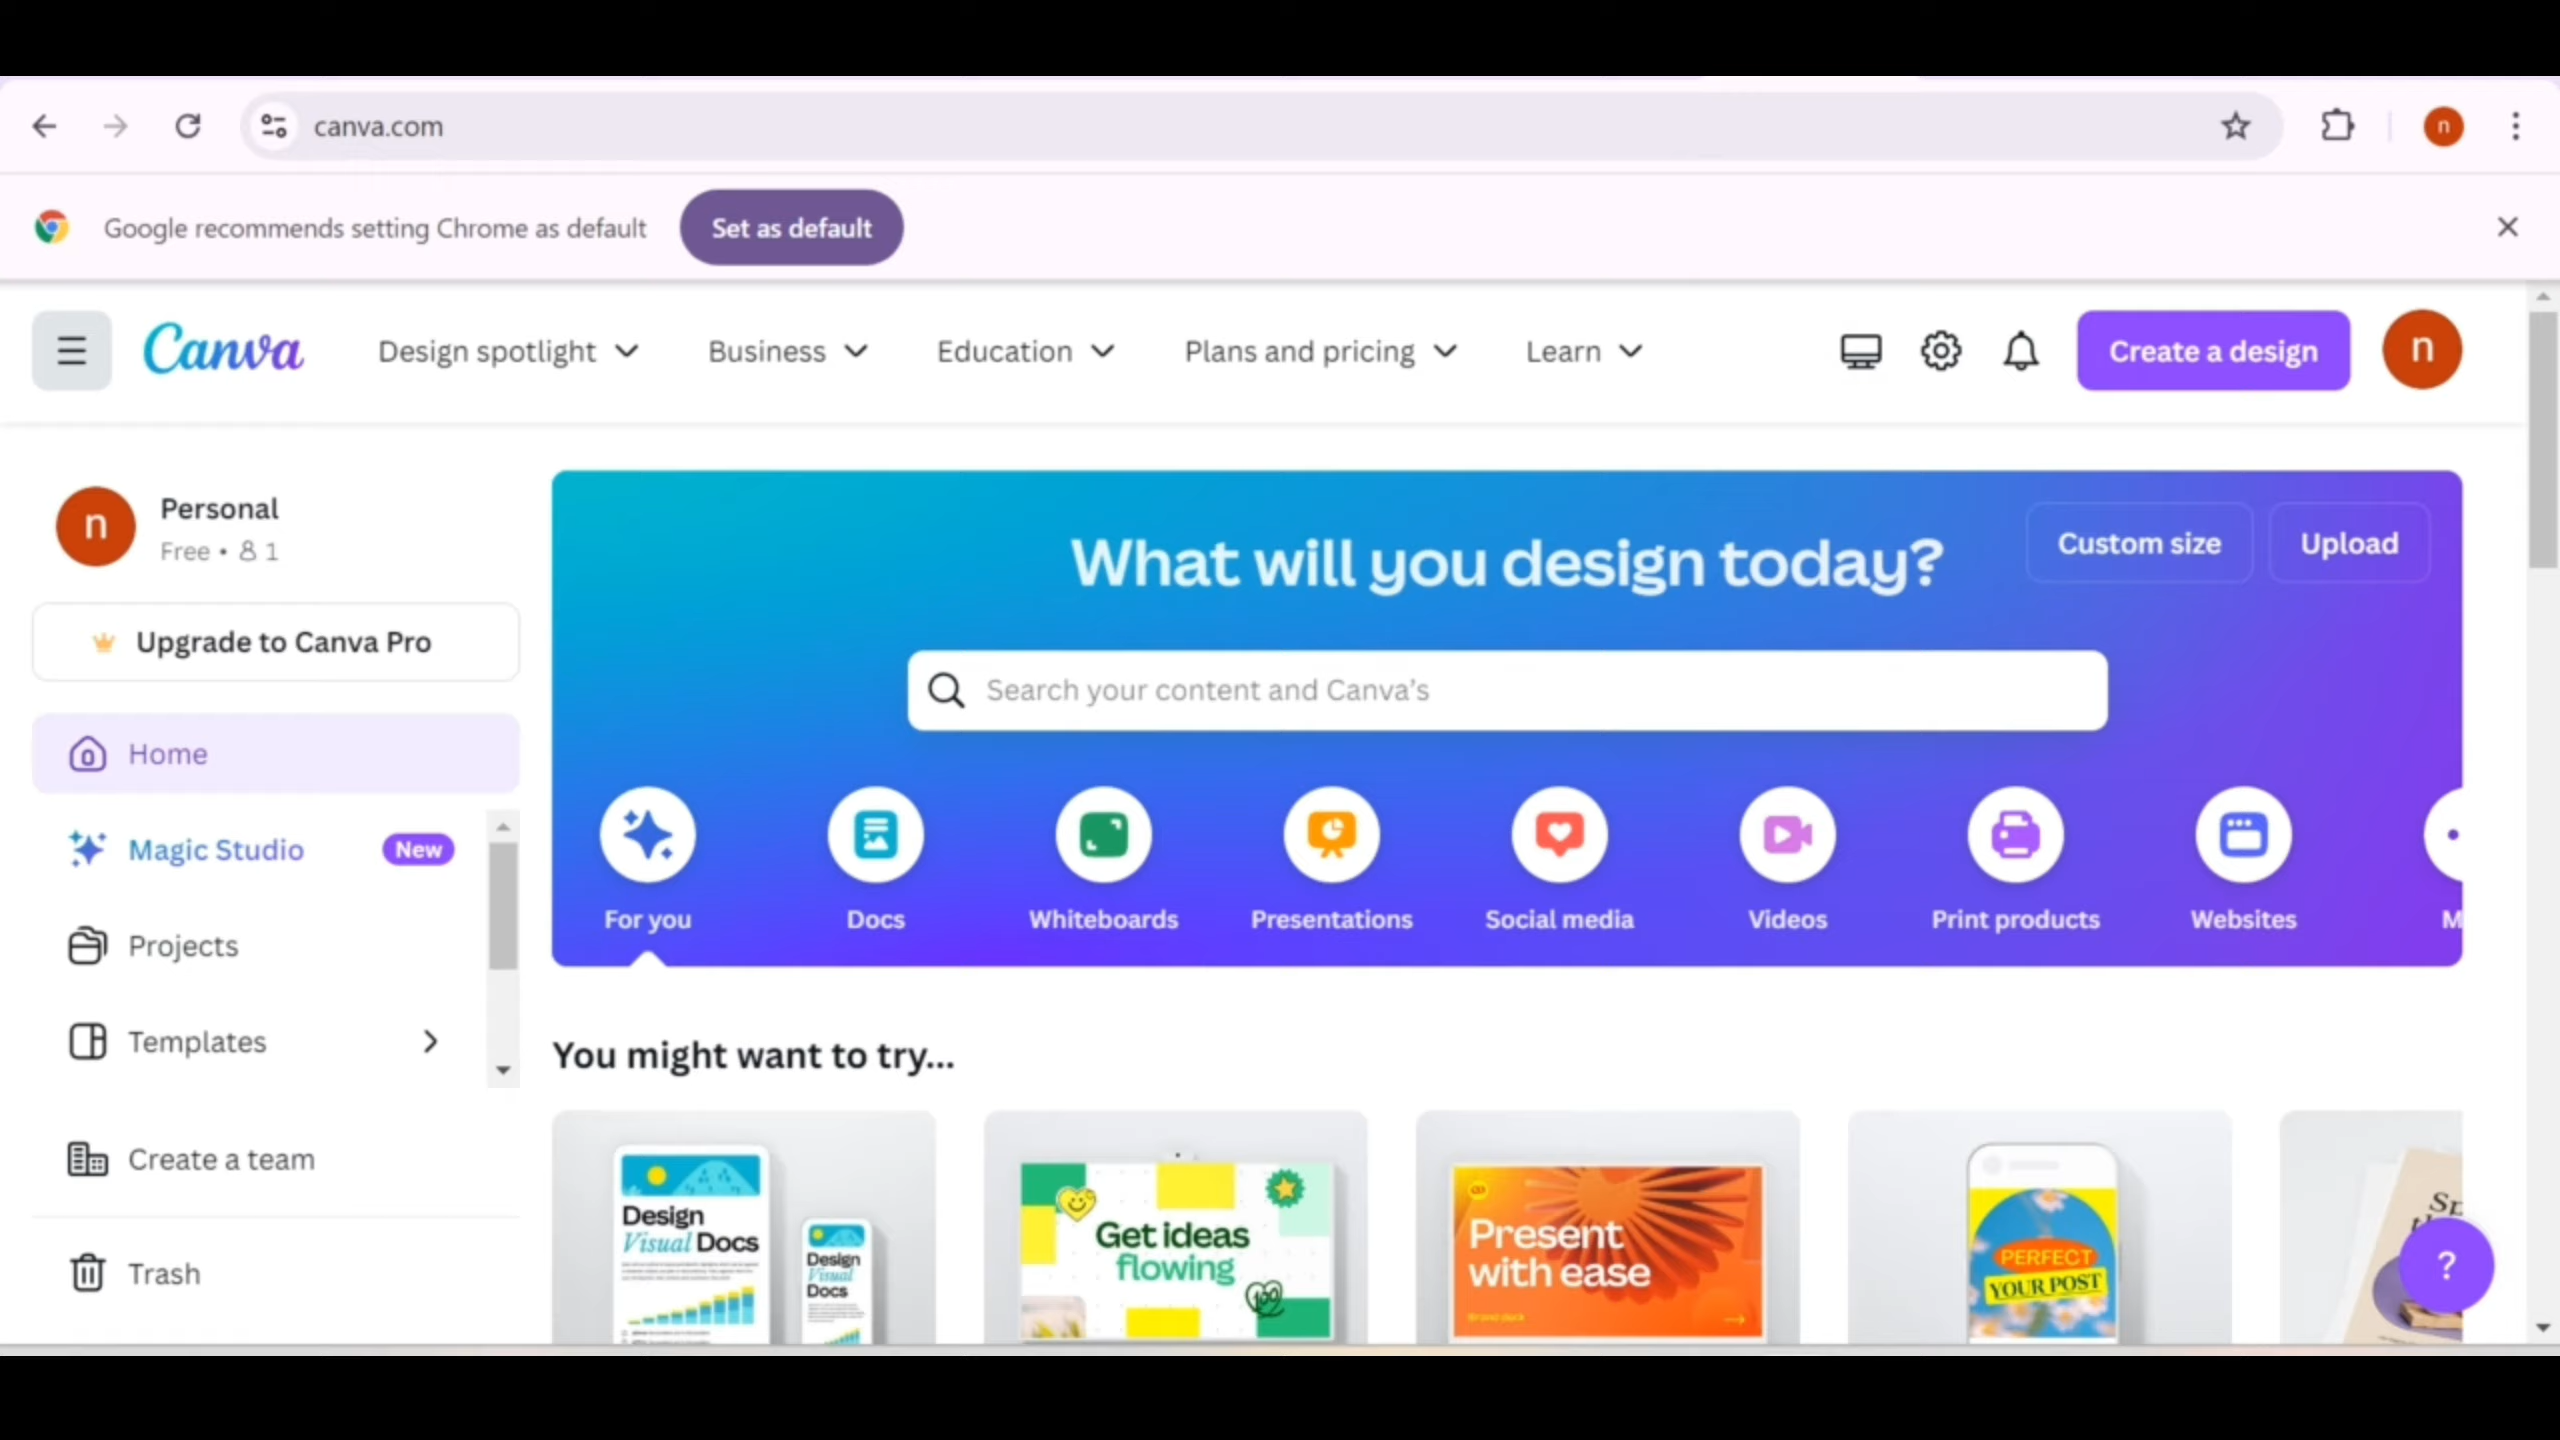 canva.com
n
Google recommends setting Chrome as default
Set as default
Canva
Design spotlight
Business
Education
Plans and pricing
Learn
Create a design
n
n
Personal
Free • 1
Upgrade to Canva Pro
Home
Magic Studio
New
Projects
Templates
Create a team
Trash
What will you design today?
Custom size
Upload
Search your content and Canva's
For you
Docs
Whiteboards
Presentations
Social media
Videos
Print products
Websites
M
You might want to try...
Design
Visual Docs
Design
Visual
Docs
Get ideas
flowing
100
Present
with ease
PERFECT
YOUR POST
?